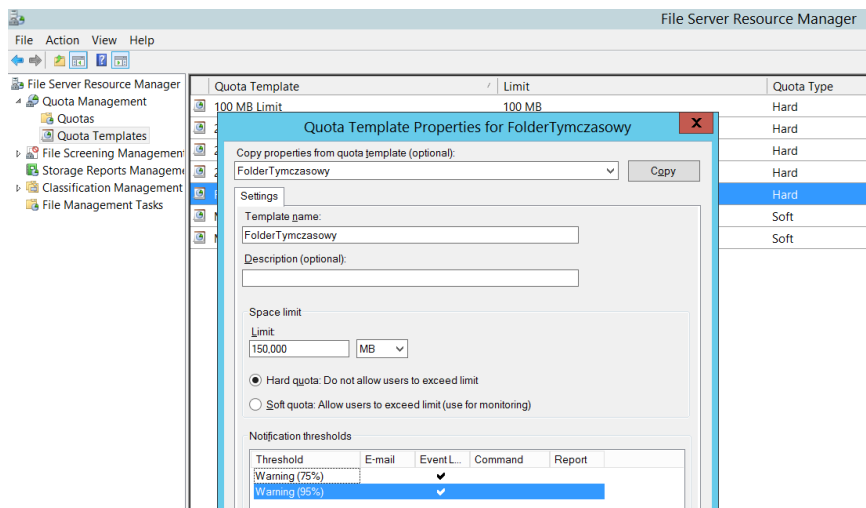 File Server Resource Manager
File Action View Help
File Server Resource Manager
Quota Management
Quotas
Quota Templates
File Screening Managemen
Storage Reports Managem
Classification Management
File Management Tasks
Quota Template Limit Quota Type
100 MB Limit 100 MB Hard
2 Hard
2 Hard
2 Hard
F Hard
M Soft
M Soft
Quota Template Properties for FolderTymczasowy X
Copy properties from quota template (optional):
FolderTymczasowy Copy
Settings
Template name:
FolderTymczasowy
Description (optional):
Space limit
Limit:
150,000 MB
Hard quota: Do not allow users to exceed limit
Soft quota: Allow users to exceed limit (use for monitoring)
Notification thresholds
Threshold E-mail Event L... Command Report
Warning (75%)
Warning (95%)